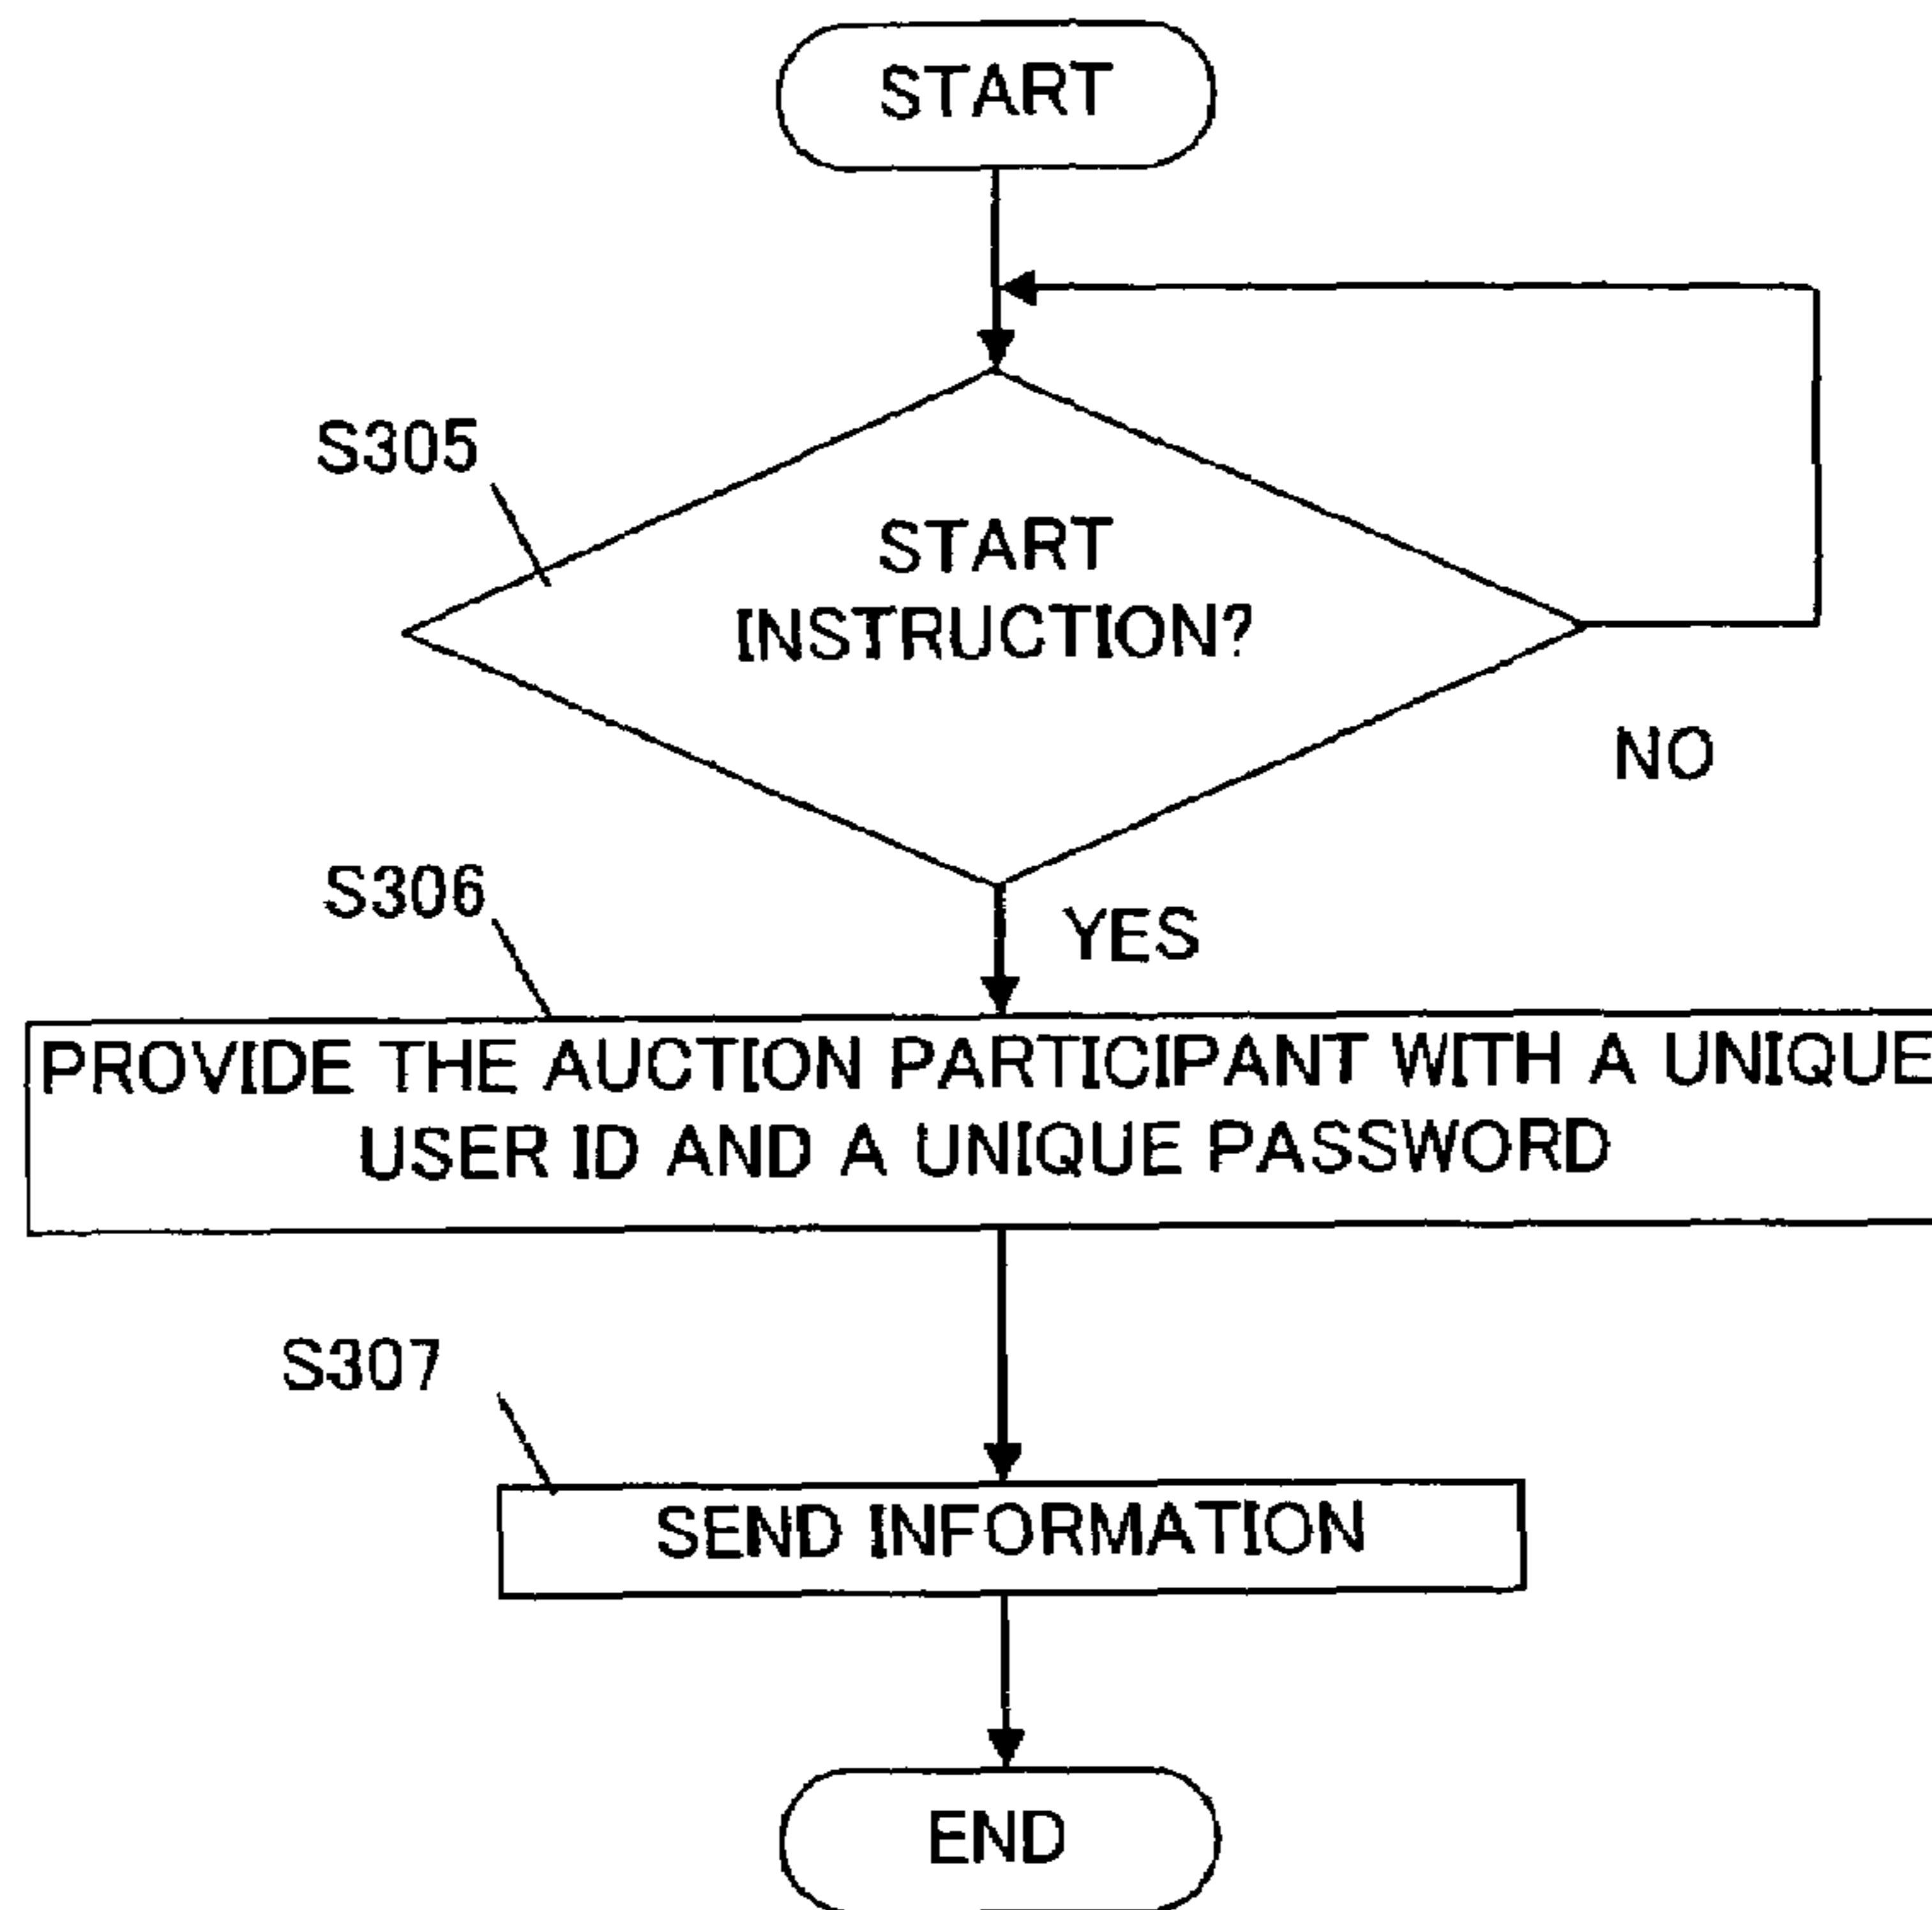 START
S305
START
INSTRUCTION?
NO
S306
YES
PROVIDE THE AUCTION PARTICIPANT WITH A UNIQUE
USER ID AND A UNIQUE PASSWORD
S307
SEND INFORMATION
END